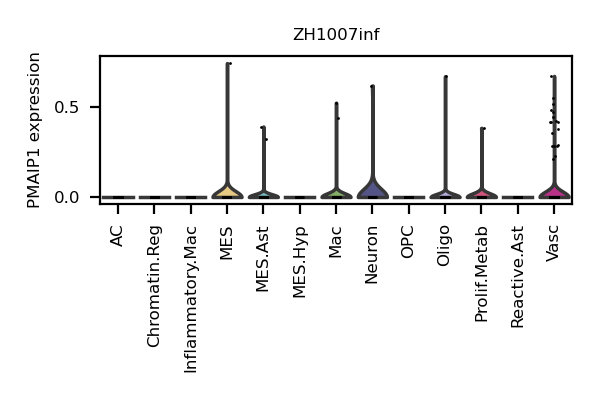 ZH1007inf
PMAIP1 expression
0.5
0.0
AC
Chromatin.Reg
Inflammatory.Mac
MES
MES.Ast
MES.Hyp
Mac
Neuron
OPC
Oligo
Prolif.Metab
Reactive.Ast
Vasc